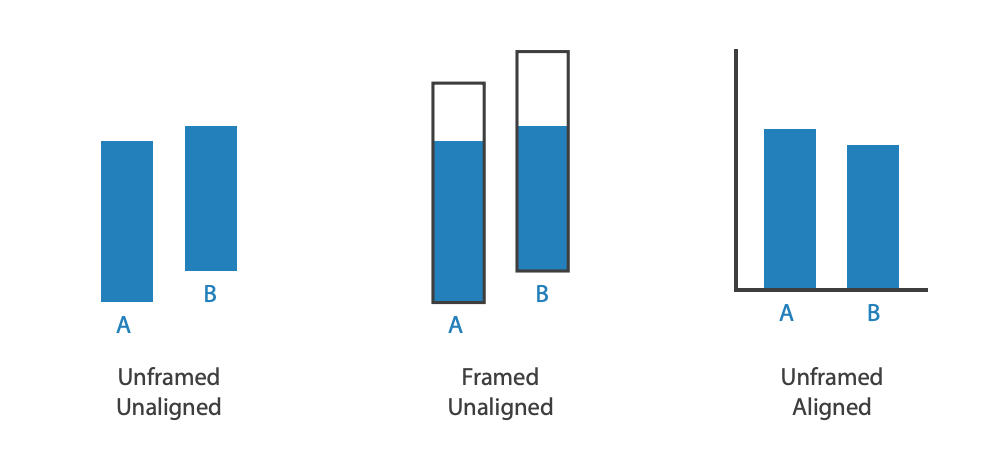 A
B
Unframed
Unaligned
A
B
Framed
Unaligned
A
B
Unframed
Aligned